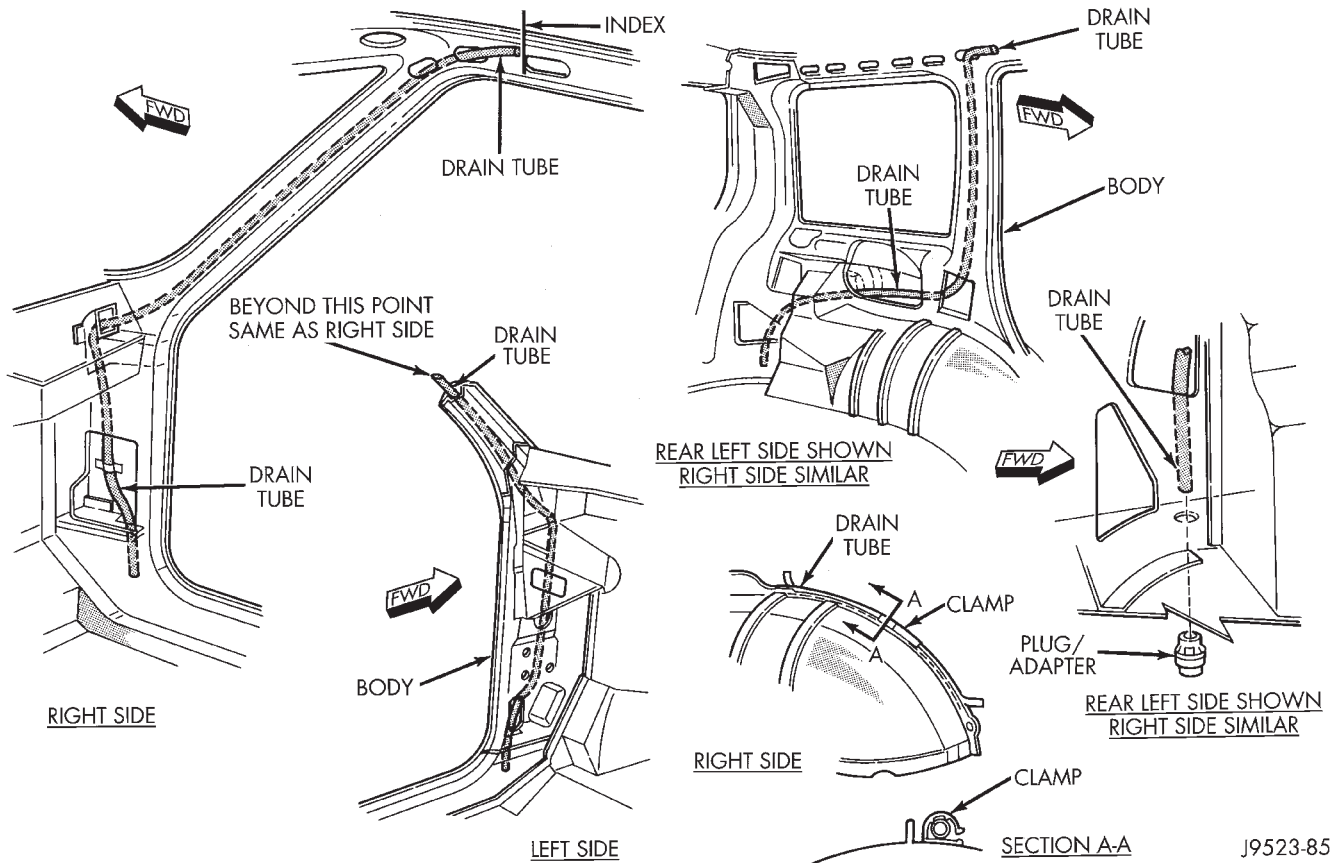 INDEX
DRAIN TUBE
FWD
BEYOND THIS POINT
SAME AS RIGHT SIDE
DRAIN
TUBE
DRAIN
TUBE
FWD
BODY
RIGHT SIDE
LEFT SIDE
DRAIN
TUBE
FWD
DRAIN
TUBE
BODY
REAR LEFT SIDE SHOWN
RIGHT SIDE SIMILAR
DRAIN
TUBE
FWD
PLUG/
ADAPTER
REAR LEFT SIDE SHOWN
RIGHT SIDE SIMILAR
DRAIN
TUBE
A
CLAMP
A
RIGHT SIDE
CLAMP
SECTION A-A
J9523-85